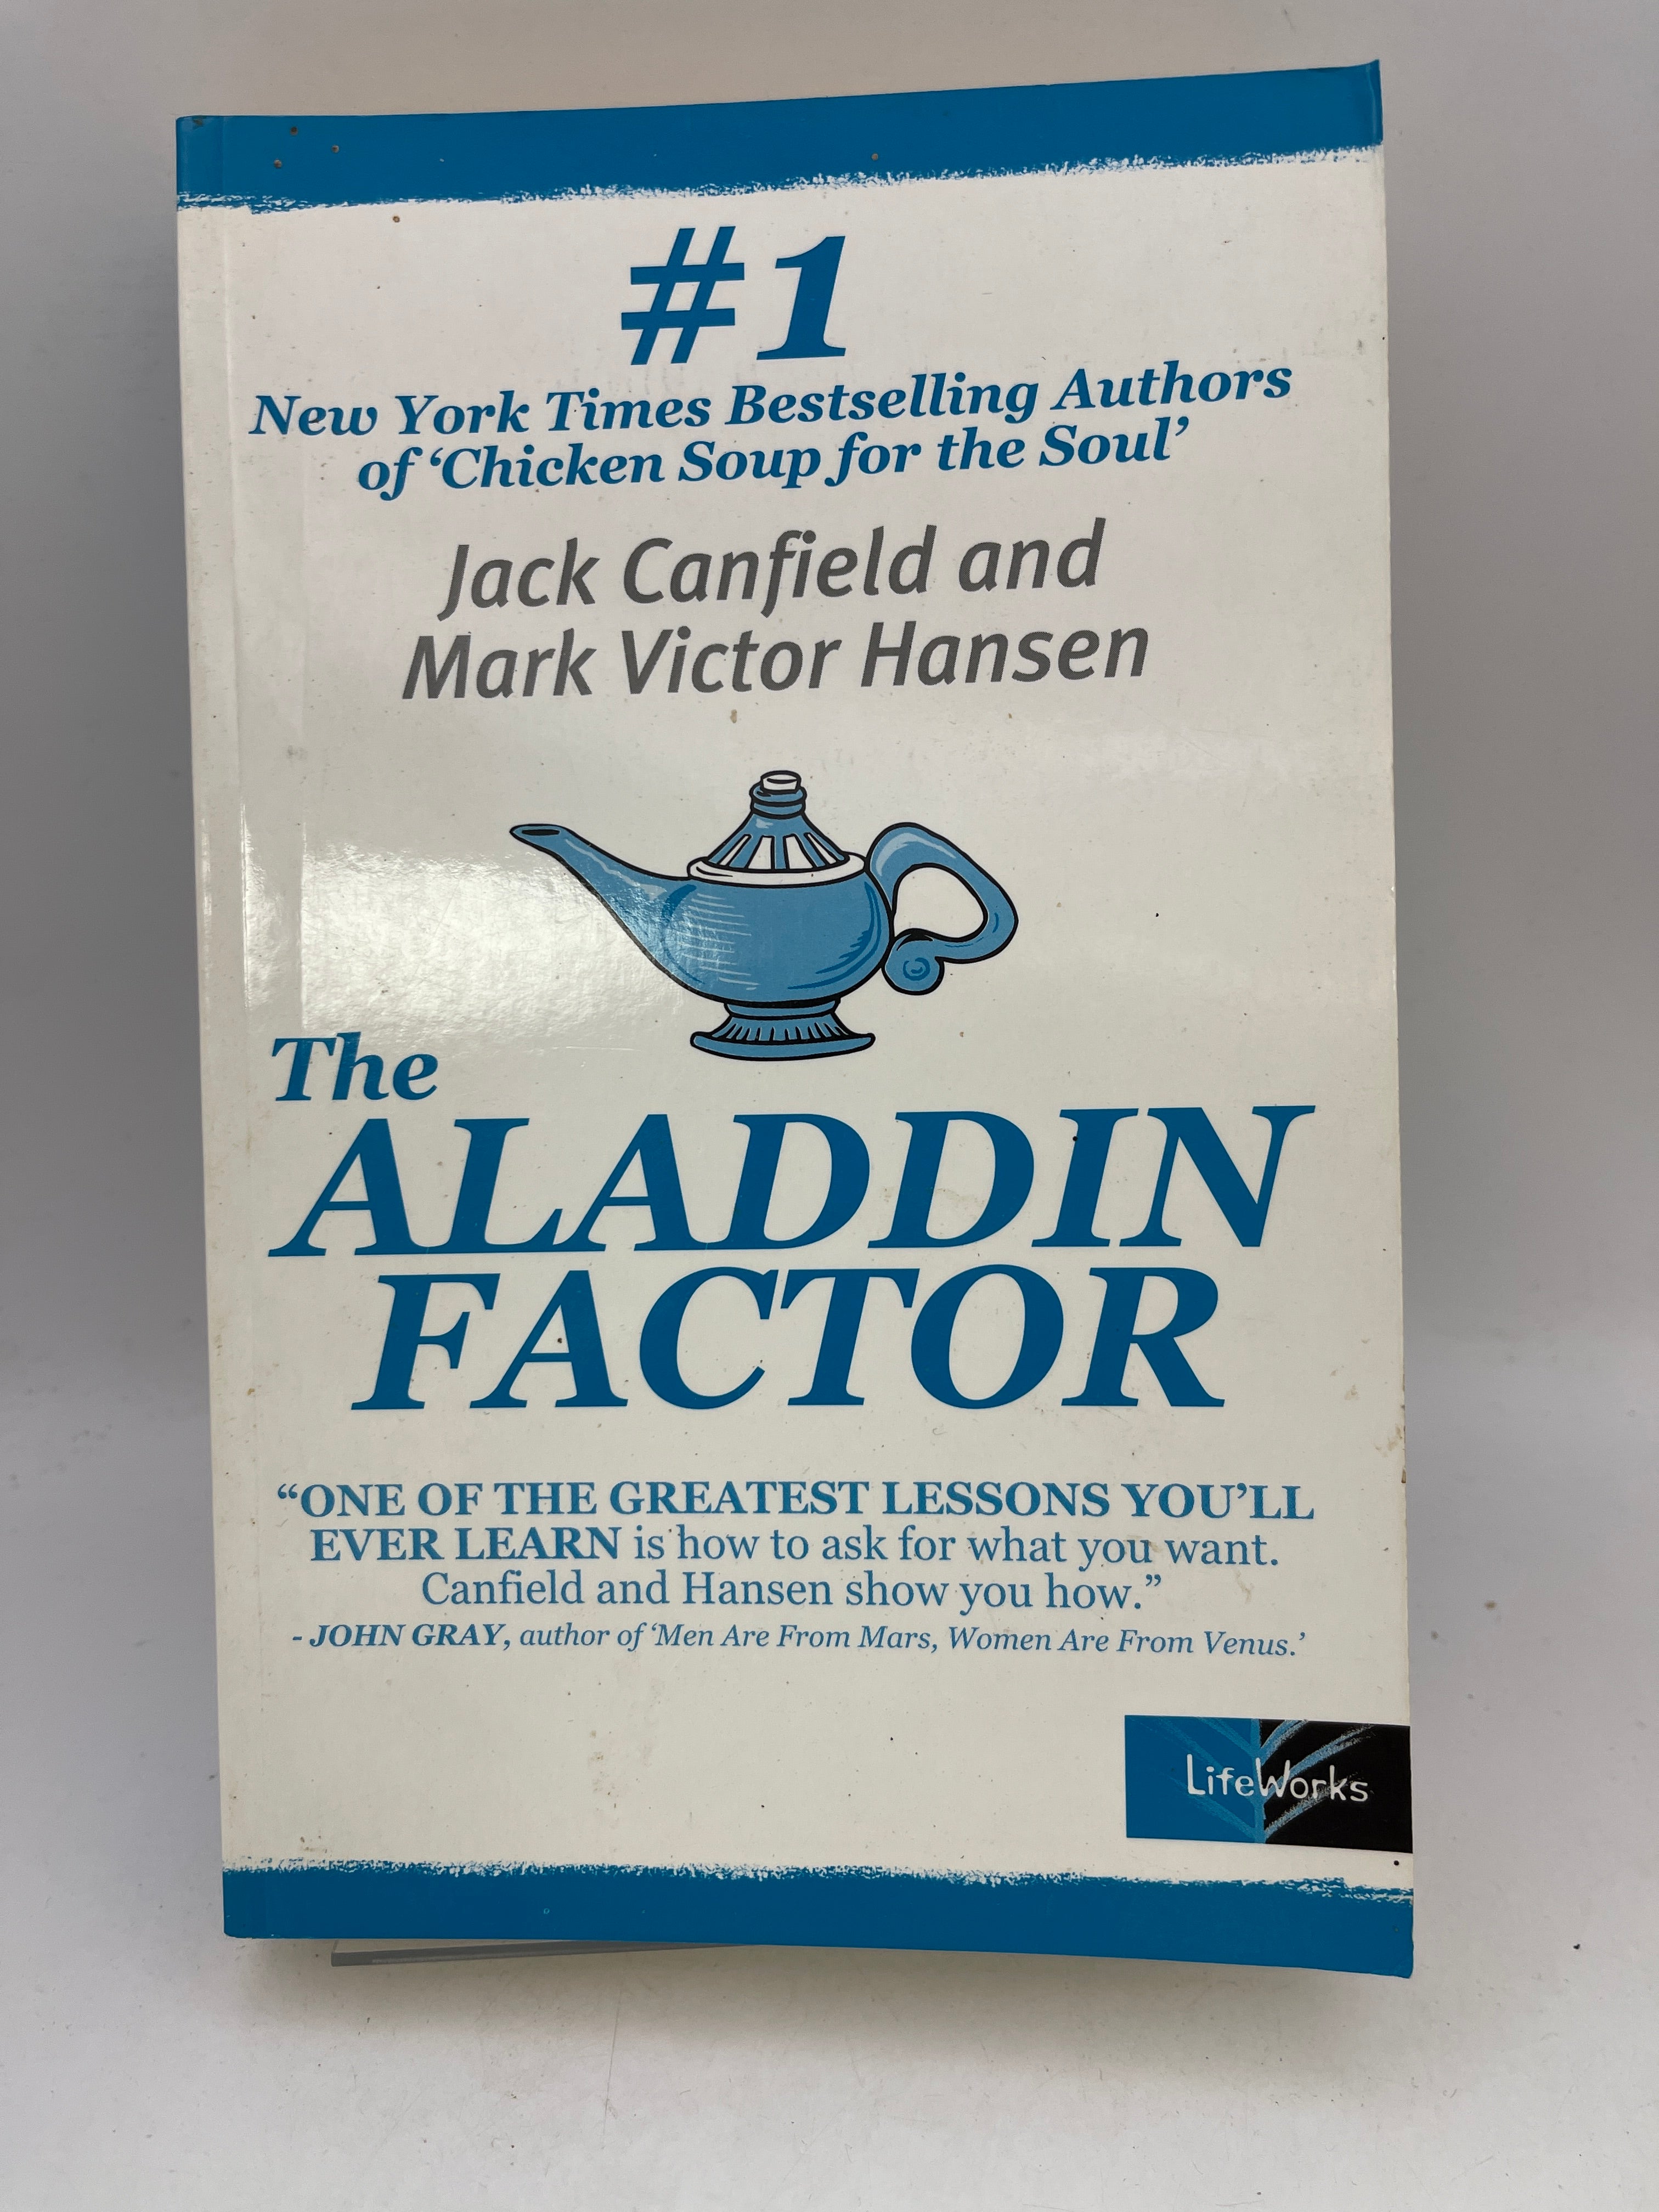 #1
New York Times Bestselling Authors
of ‘Chicken Soup for the Soul’
Jack Canfield and
Mark Victor Hansen
The
ALADDIN
FACTOR
“ONE OF THE GREATEST LESSONS YOU’LL
EVER LEARN is how to ask for what you want.
Canfield and Hansen show you how.”
- JOHN GRAY, author of ‘Men Are From Mars, Women Are From Venus.’
LifeWorks